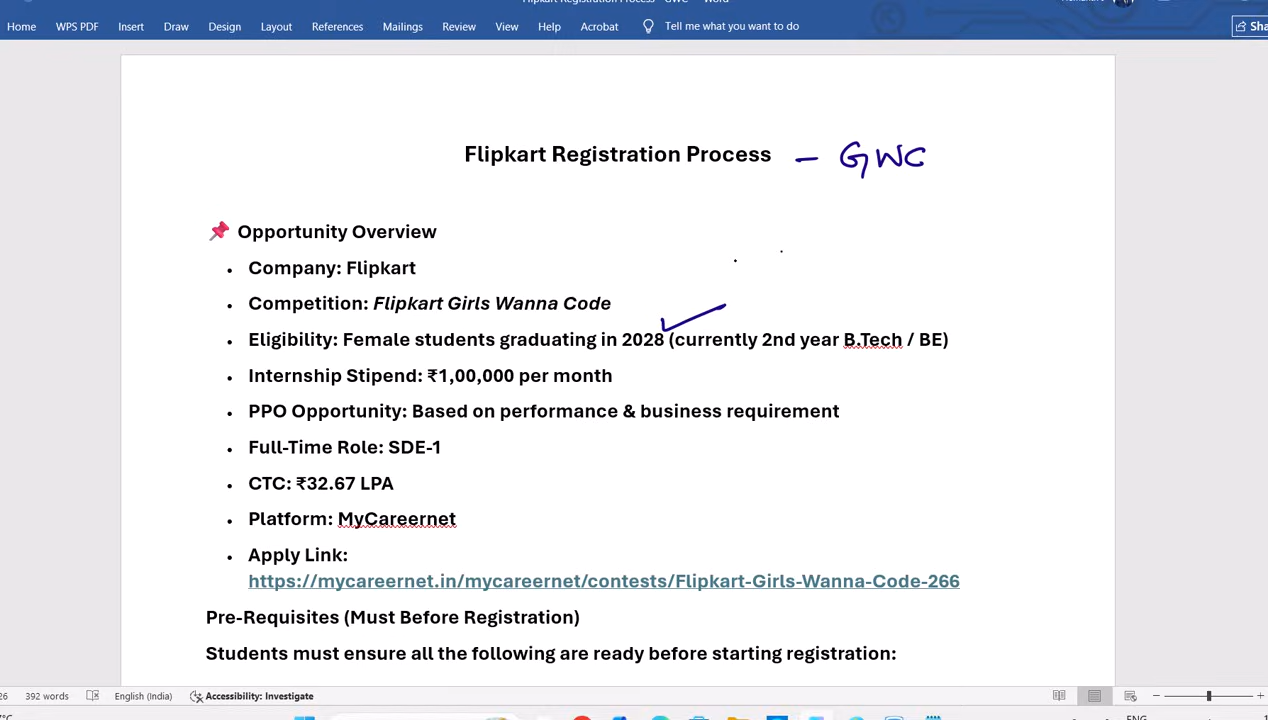 Home WPS PDF Insert Draw Design Layout References Mailings Review View Help Acrobat Tell me what you want to do
Flipkart Registration Process - GWC
📌 Opportunity Overview
• Company: Flipkart
• Competition: Flipkart Girls Wanna Code
• Eligibility: Female students graduating in 2028 (currently 2nd year B.Tech / BE)
• Internship Stipend: ₹1,00,000 per month
• PPO Opportunity: Based on performance & business requirement
• Full-Time Role: SDE-1
• CTC: ₹32.67 LPA
• Platform: MyCareernet
• Apply Link:
https://mycareernet.in/mycareernet/contests/Flipkart-Girls-Wanna-Code-266
Pre-Requisites (Must Before Registration)
Students must ensure all the following are ready before starting registration:
26 392 words English (India) Accessibility: Investigate
ENG